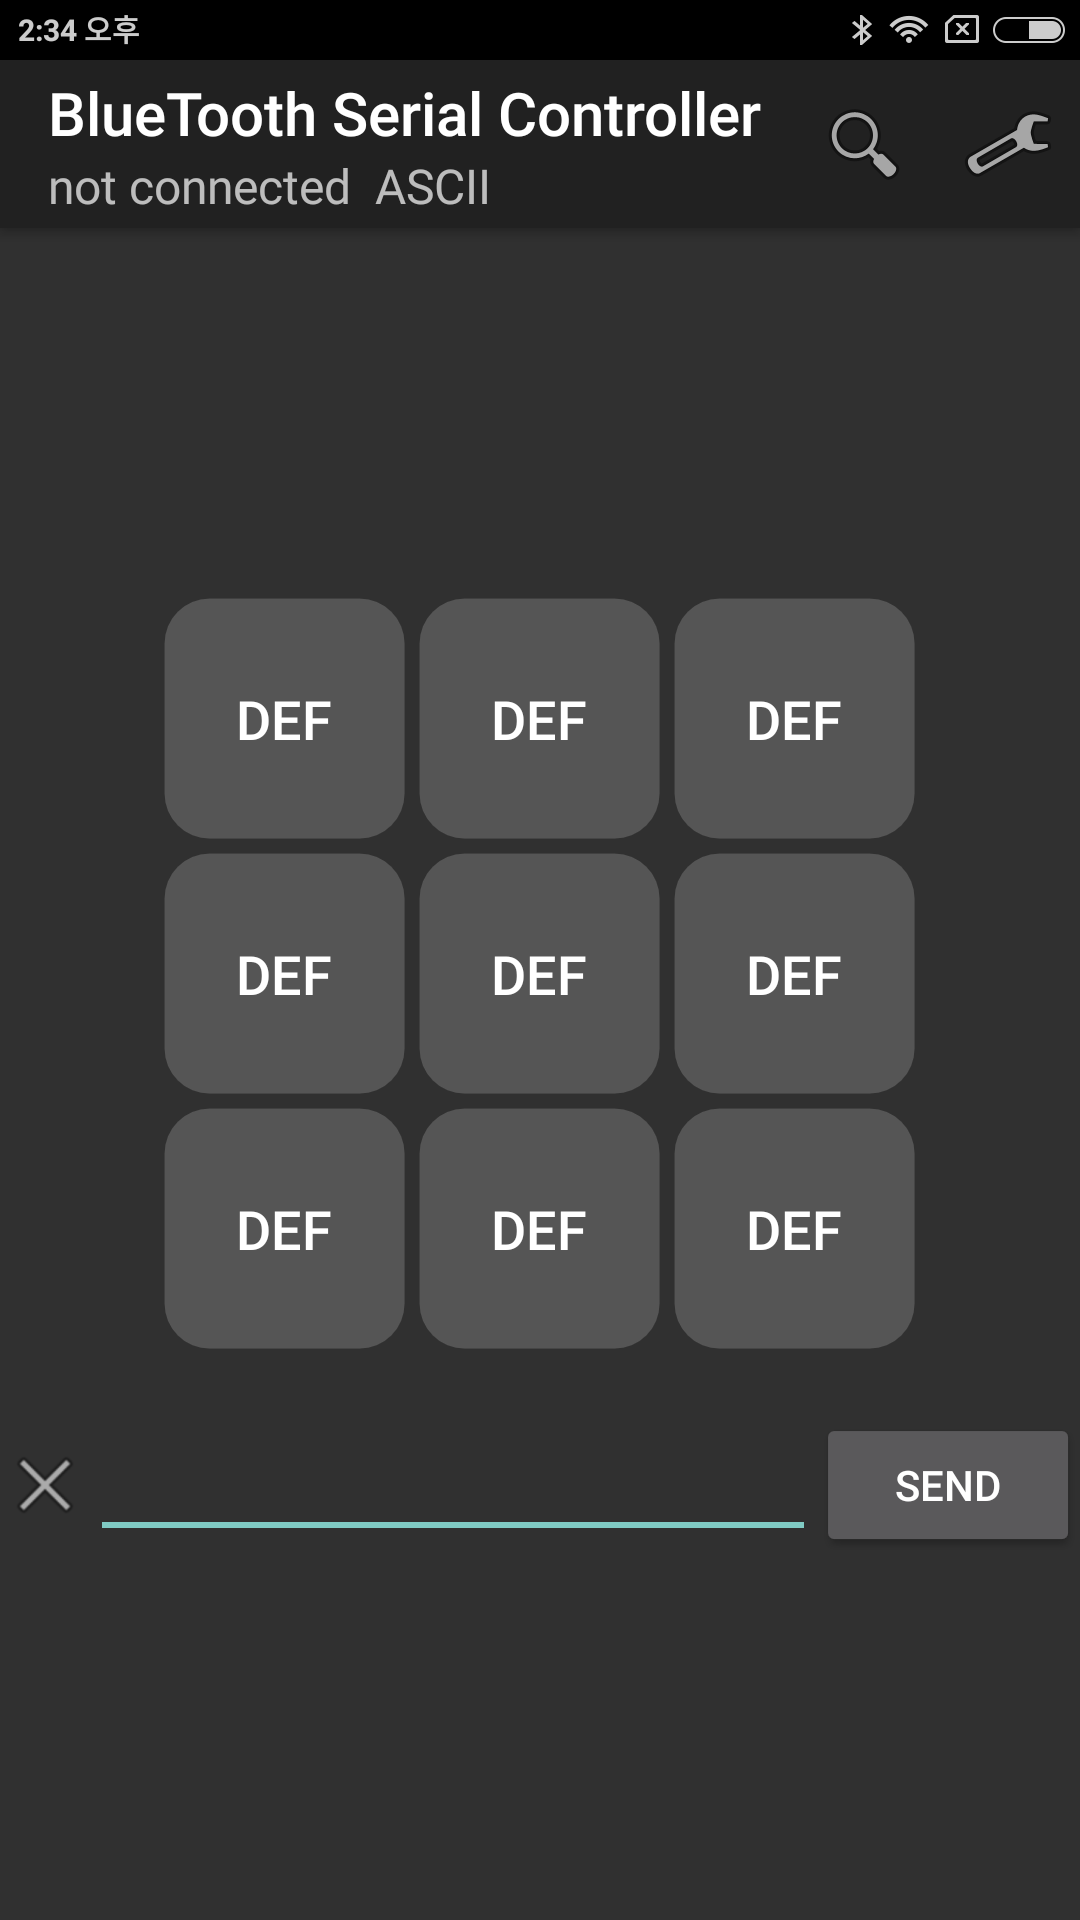 2:34 오후
BlueTooth Serial Controller
not connected ASCII
DEF DEF DEF
DEF DEF DEF
DEF DEF DEF
SEND